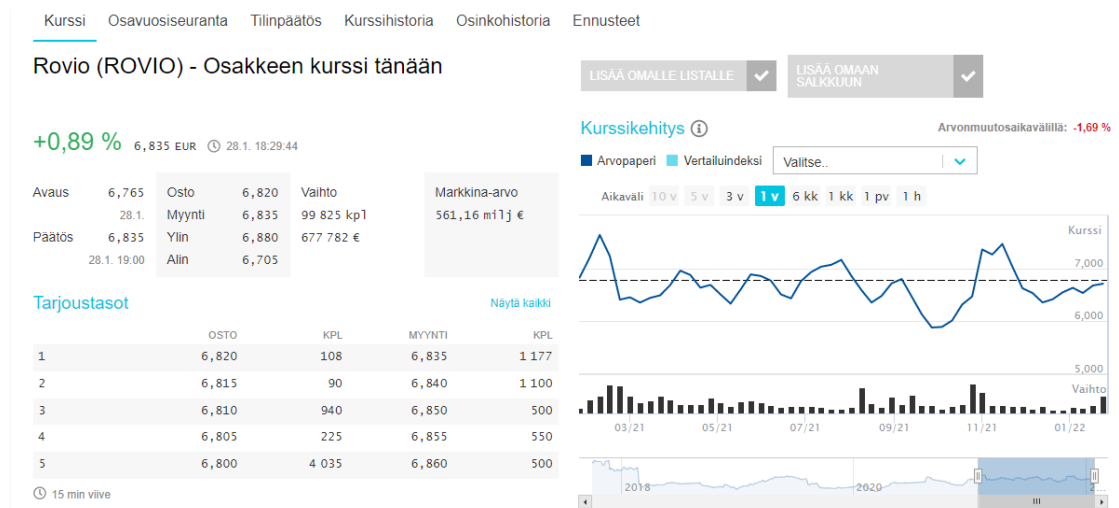 Kurssi Osavuosiseuranta Tilinpäätös Kurssihistoria Osinkohistoria Ennusteet
Rovio (ROVIO) - Osakkeen kurssi tänään
LISÄÄ OMALLE LISTALLE
LISÄÄ OMAAN
SALKKUUN
+0,89 % 6,835 EUR 28.1. 18:29:44
Avaus 6,765 Osto 6,820 Vaihto Markkina-arvo
28.1. Myynti 6,835 99 825 kpl 561,16 milj €
Päätös 6,835 Ylin 6,880 677 782 €
28.1. 19:00 Alin 6,705
Tarjoustasot Näytä kaikki
OSTO KPL MYYNTI KPL
1 6,820 108 6,835 1 177
2 6,815 90 6,840 1 100
3 6,810 940 6,850 500
4 6,805 225 6,855 550
5 6,800 4 035 6,860 500
15 min viive
Kurssikehitys Arvonmuutosaikavälillä: -1,69 %
Arvopaperi Vertailuindeksi Valitse..
Aikaväli 10 v 5 v 3 v 1 v 6 kk 1 kk 1 pv 1 h
Kurssi
7,000
6,000
5,000
Vaihto
03/21 05/21 07/21 09/21 11/21 01/22
2018 2020 2...